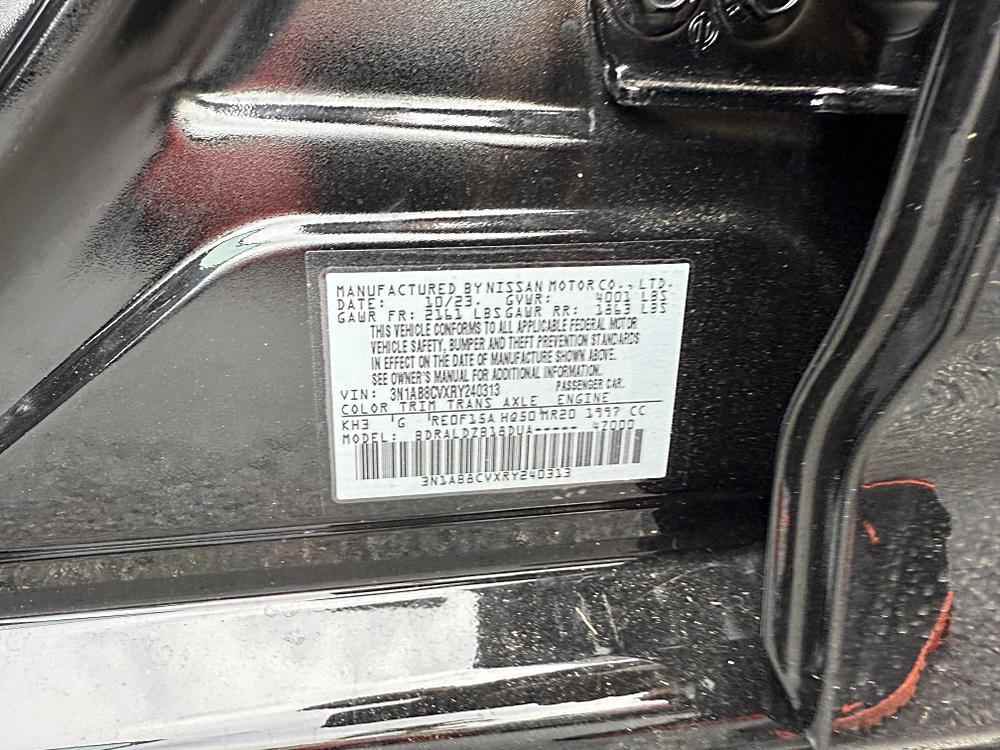 MANUFACTURED BY NISSAN MOTOR CO., LTD.
DATE: 10/23. GVWR: 4001 LBS
GAWR FR: 2161 LBS GAWR RR: 1863 LBS
THIS VEHICLE CONFORMS TO ALL APPLICABLE FEDERAL MOTOR
VEHICLE SAFETY, BUMPER AND THEFT PREVENTION STANDARDS
IN EFFECT ON THE DATE OF MANUFACTURE SHOWN ABOVE.
SEE OWNER'S MANUAL FOR ADDITIONAL INFORMATION.
VIN: 3N1AB8CVXRY240313 PASSENGER CAR.
COLOR TRIM TRANS AXLE ENGINE
KH3 G RE0F15A HQ50 MR20 1997 CC
MODEL: BDRALDZB18DUA----- 47000
3N1AB8CVXRY240313